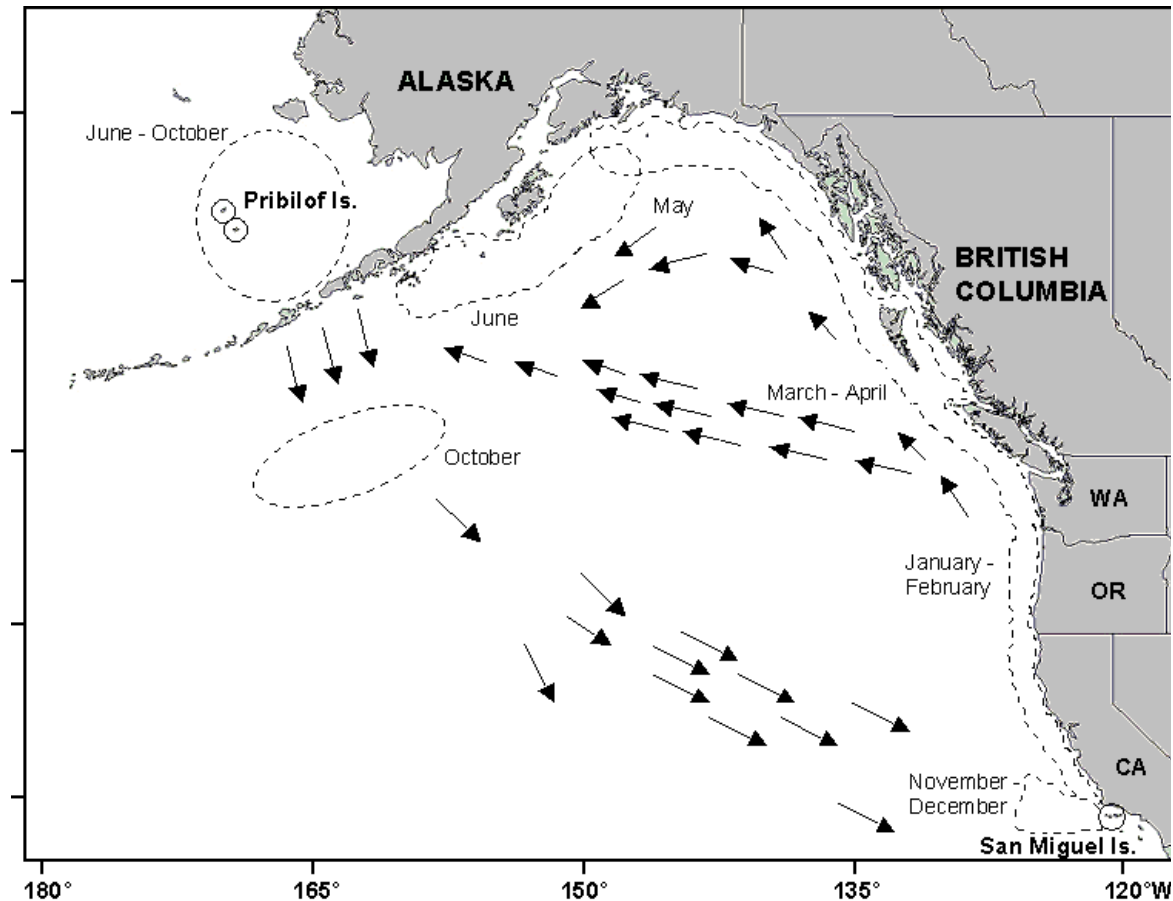 ALASKA
June - October
Pribilof Is.
May
BRITISH
COLUMBIA
June
March - April
October
WA
January -
February
OR
CA
November -
December
San Miguel Is.
180°
165°
150°
135°
120°W